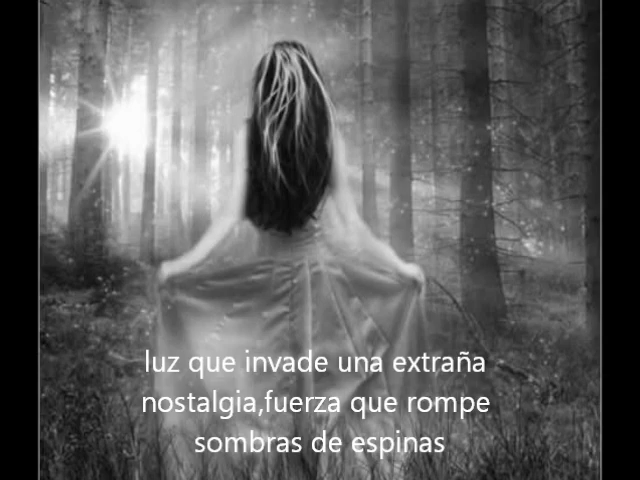 luz que invade una extraña
nostalgia,fuerza que rompe
sombras de espinas